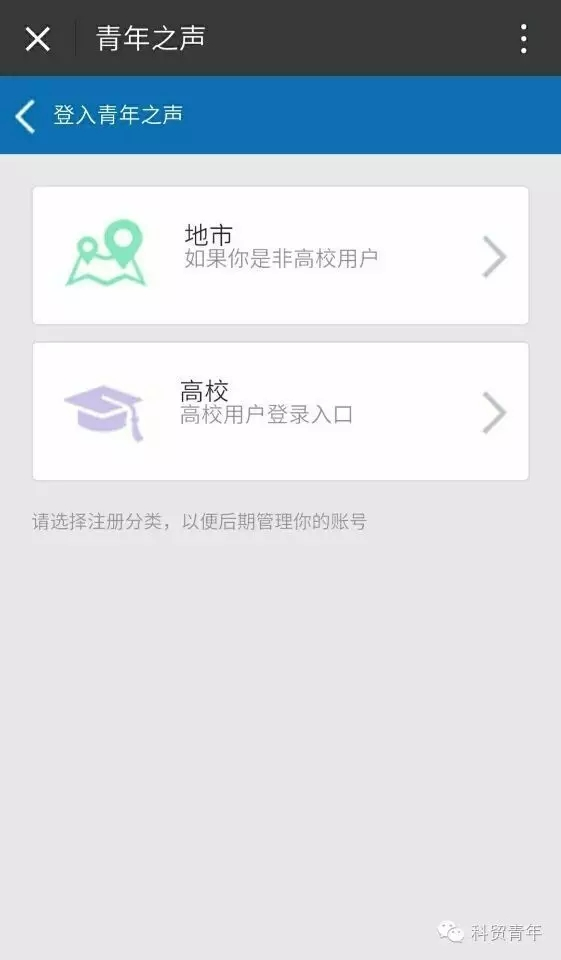 青年之声
登入青年之声
地市
如果你是非高校用户
高校
高校用户登录入口
请选择注册分类，以便后期管理你的账号
科贸青年